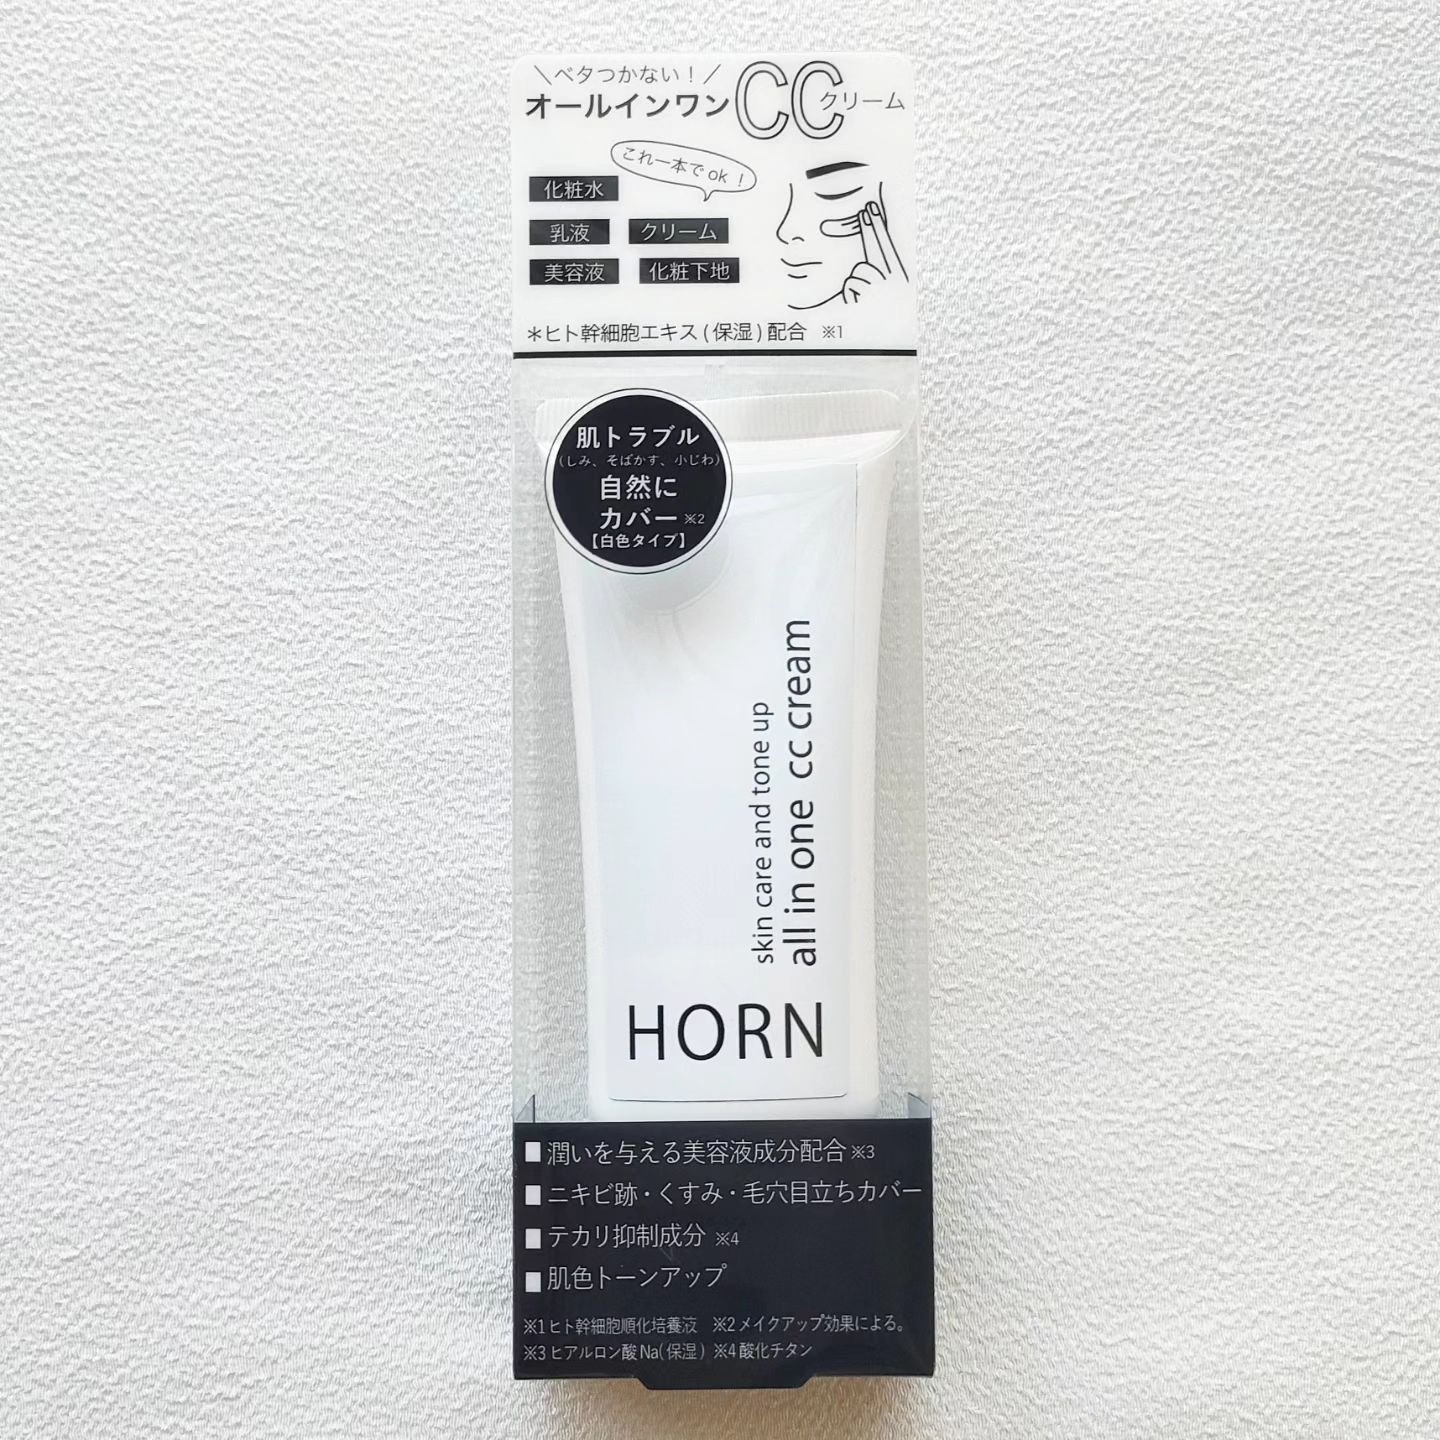 ＼ベタつかない！／
オールインワンCCクリーム
これ一本でok！
化粧水
乳液 クリーム
美容液 化粧下地
＊ヒト幹細胞エキス(保湿)配合 ※1
肌トラブル
(しみ、そばかす、小じわ)
自然に
カバー※2
【白色タイプ】
skin care and tone up
all in one cc cream
HORN
■潤いを与える美容液成分配合※3
■ニキビ跡・くすみ・毛穴目立ちカバー
■テカリ抑制成分 ※4
■肌色トーンアップ
※1ヒト幹細胞順化培養液 ※2メイクアップ効果による。
※3ヒアルロン酸Na(保湿) ※4酸化チタン